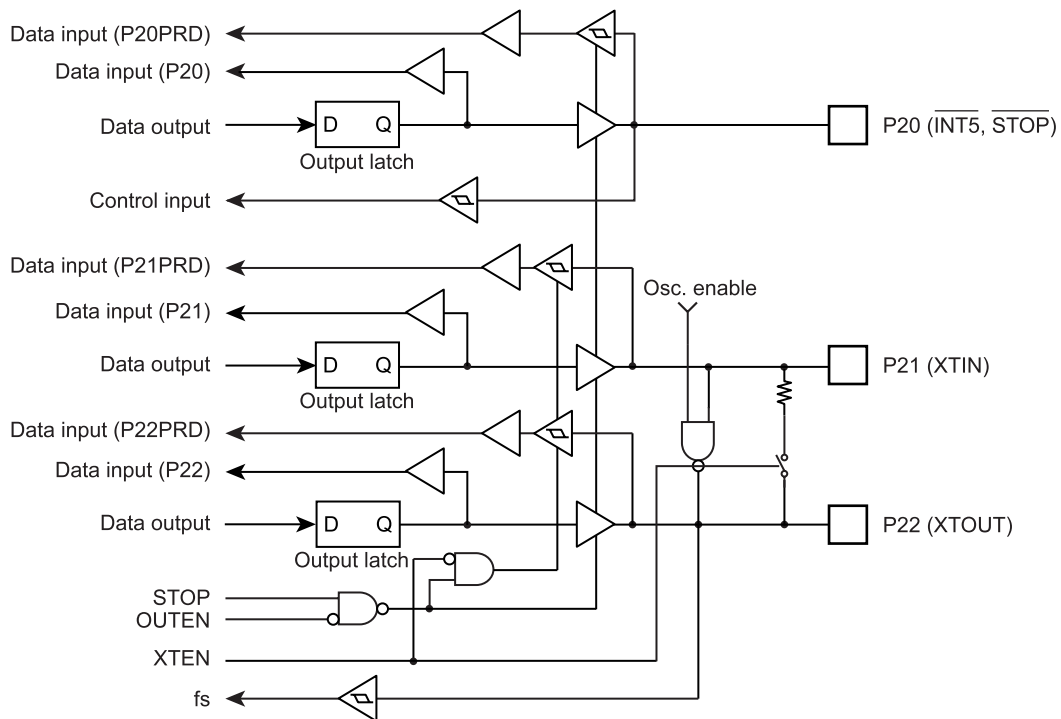 Data input (P20PRD)
Data input (P20)
Data output
D Q
Output latch
P20 (INT5, STOP)
Control input
Data input (P21PRD)
Osc. enable
Data input (P21)
Data output
D Q
Output latch
P21 (XTIN)
Data input (P22PRD)
Data input (P22)
Data output
D Q
Output latch
P22 (XTOUT)
STOP
OUTEN
XTEN
fs